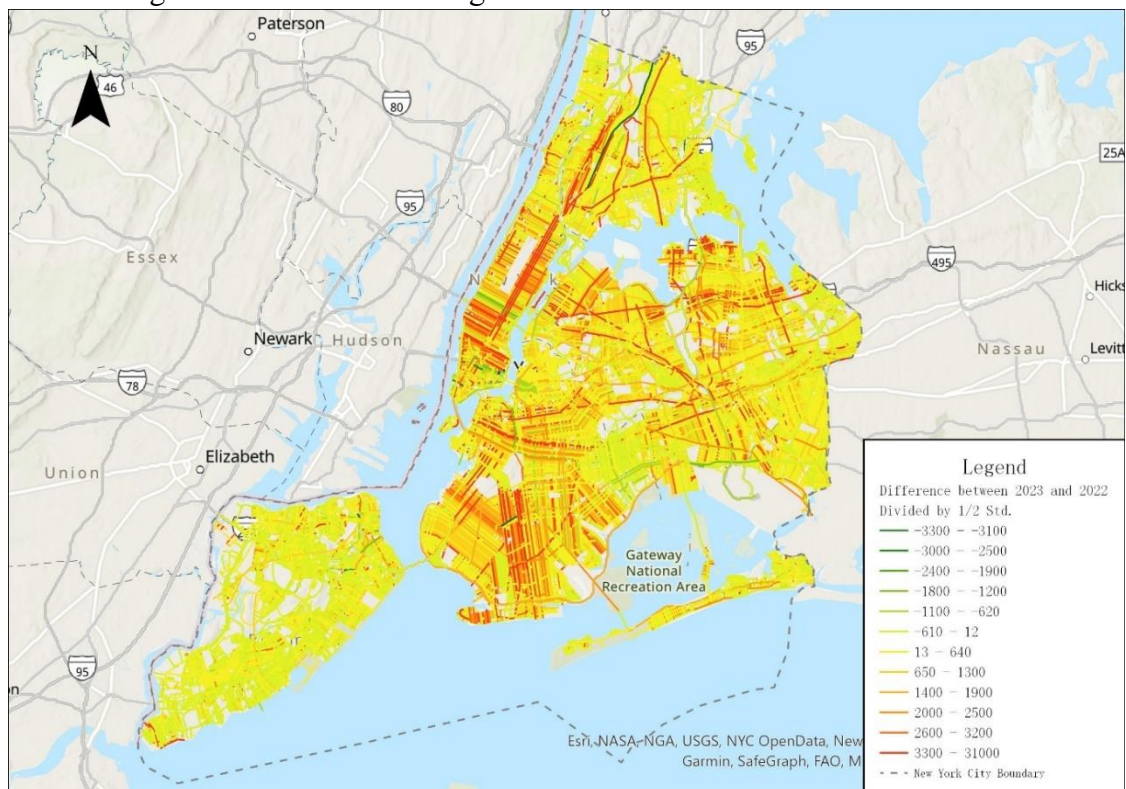 Paterson
95
N
46
80
25A
95
Essex
495
Hicks
Newark
Hudson
Nassau
Levitt
78
Elizabeth
Union
Gateway
National
Recreation Area
95
on
Esri, NASA, NGA, USGS, NYC OpenData, New
Garmin, SafeGraph, FAO, M
Legend
Difference between 2023 and 2022
Divided by 1/2 Std.
-3300 - -3100
-3000 - -2500
-2400 - -1900
-1800 - -1200
-1100 - -620
-610 - 12
13 - 640
650 - 1300
1400 - 1900
2000 - 2500
2600 - 3200
3300 - 31000
New York City Boundary